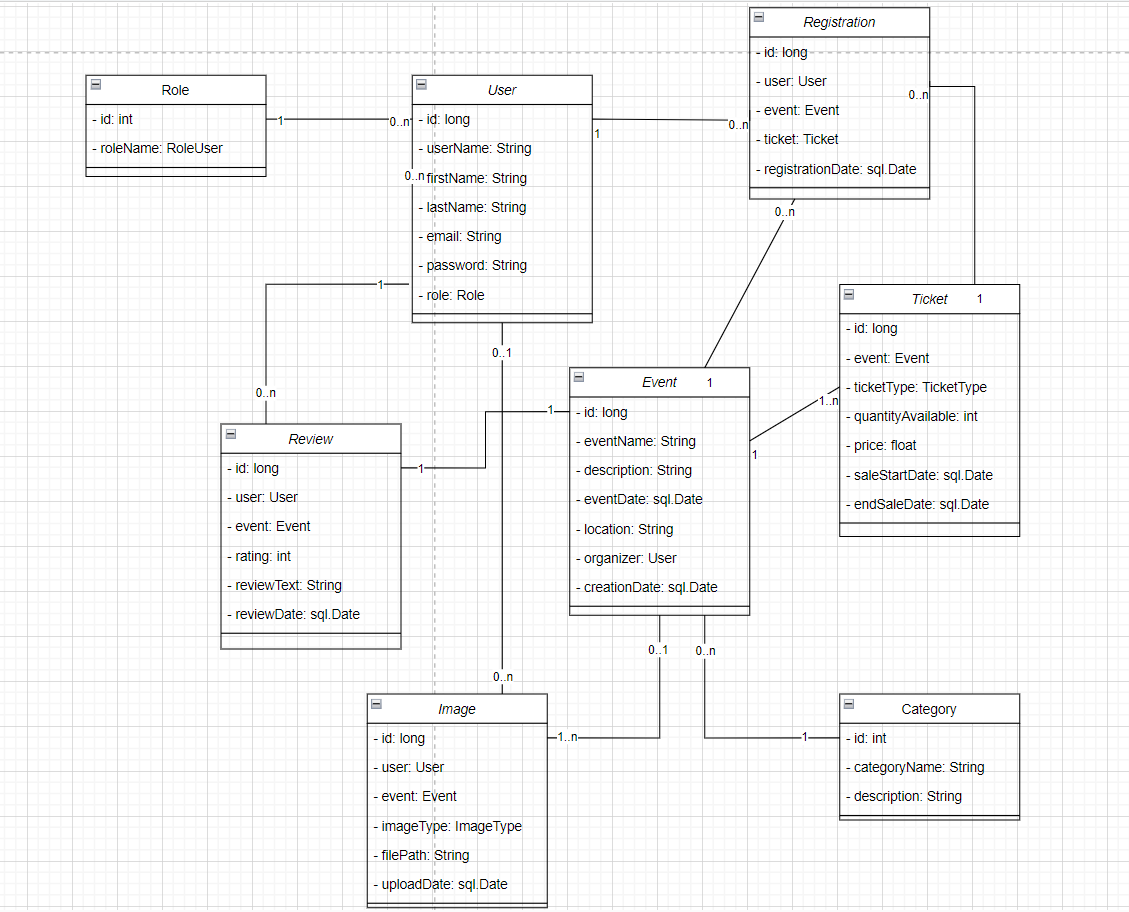 Registration
- id: long
- user: User
- event: Event
- ticket: Ticket
- registrationDate: sql.Date
0..n
0..n
0..n
Role
- id: int
- roleName: RoleUser
1
0..n
User
- id: long
- userName: String
- firstName: String
- lastName: String
- email: String
- password: String
- role: Role
0..n
1
1
0..1
0..n
Ticket
1
- id: long
- event: Event
- ticketType: TicketType
- quantityAvailable: int
- price: float
- saleStartDate: sql.Date
- endSaleDate: sql.Date
1..n
Event
1
- id: long
- eventName: String
- description: String
- eventDate: sql.Date
- location: String
- organizer: User
- creationDate: sql.Date
1
1
0..1
0..n
Review
- id: long
- user: User
- event: Event
- rating: int
- reviewText: String
- reviewDate: sql.Date
1
0..n
Image
- id: long
- user: User
- event: Event
- imageType: ImageType
- filePath: String
- uploadDate: sql.Date
1..n
1
Category
- id: int
- categoryName: String
- description: String